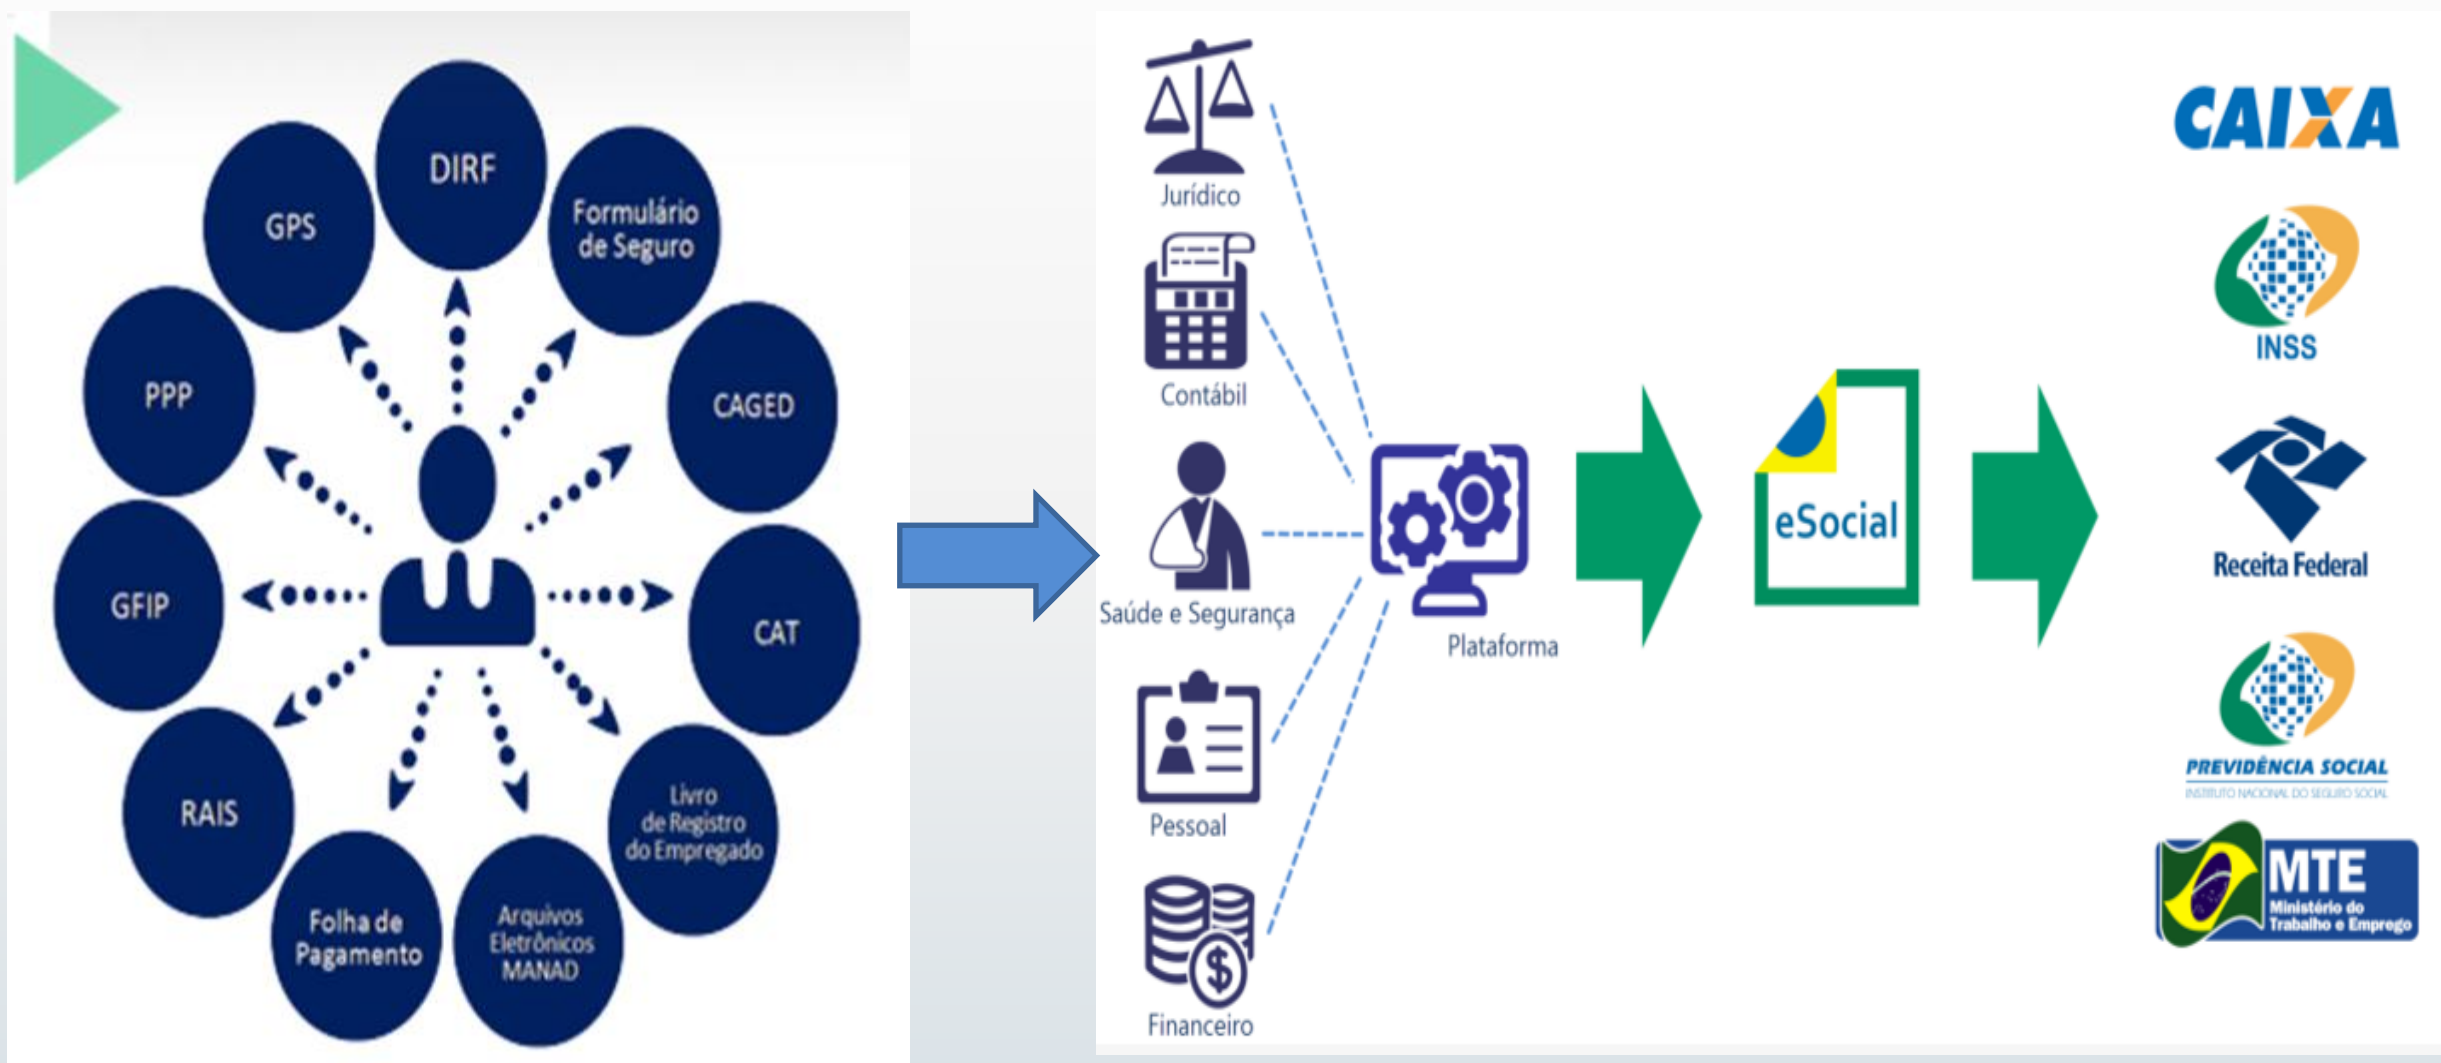 DIRF
Formulário
de Seguro
GPS
CAGED
PPP
CAT
GFIP
Livro
de Registro
do Empregado
RAIS
Arquivos
Eletrônicos
MANAD
Folha de
Pagamento
Jurídico
Contábil
Saúde e Segurança
Pessoal
Financeiro
Plataforma
eSocial
CAIXA
INSS
Receita Federal
PREVIDÊNCIA SOCIAL
INSTITUTO NACIONAL DO SEGURO SOCIAL
MTE
Ministério do
Trabalho e Emprego